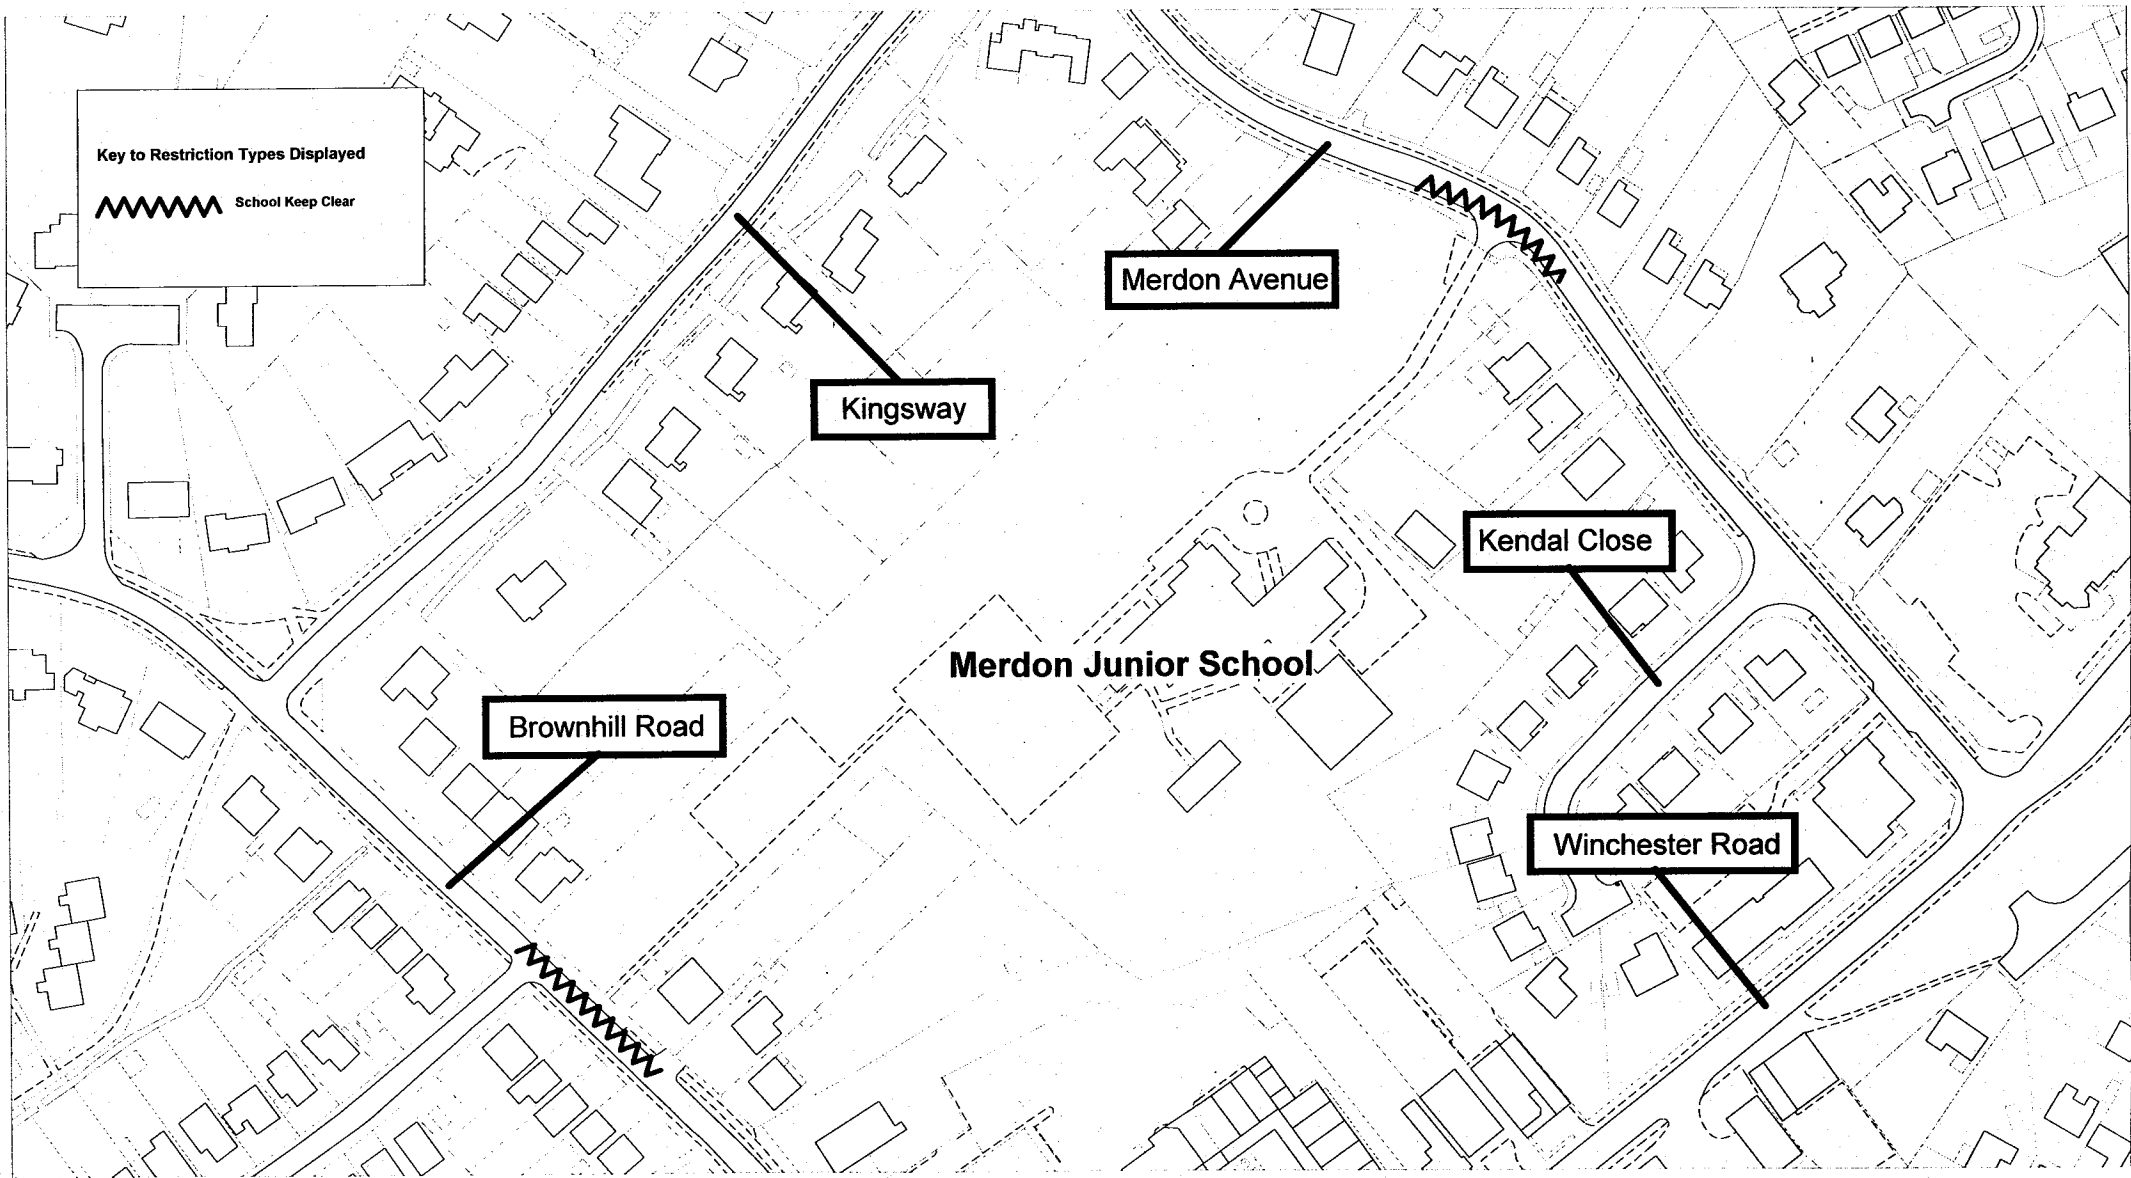 Key to Restriction Types Displayed
School Keep Clear
Merdon Avenue
Kingsway
Kendal Close
Merdon Junior School
Brownhill Road
Winchester Road